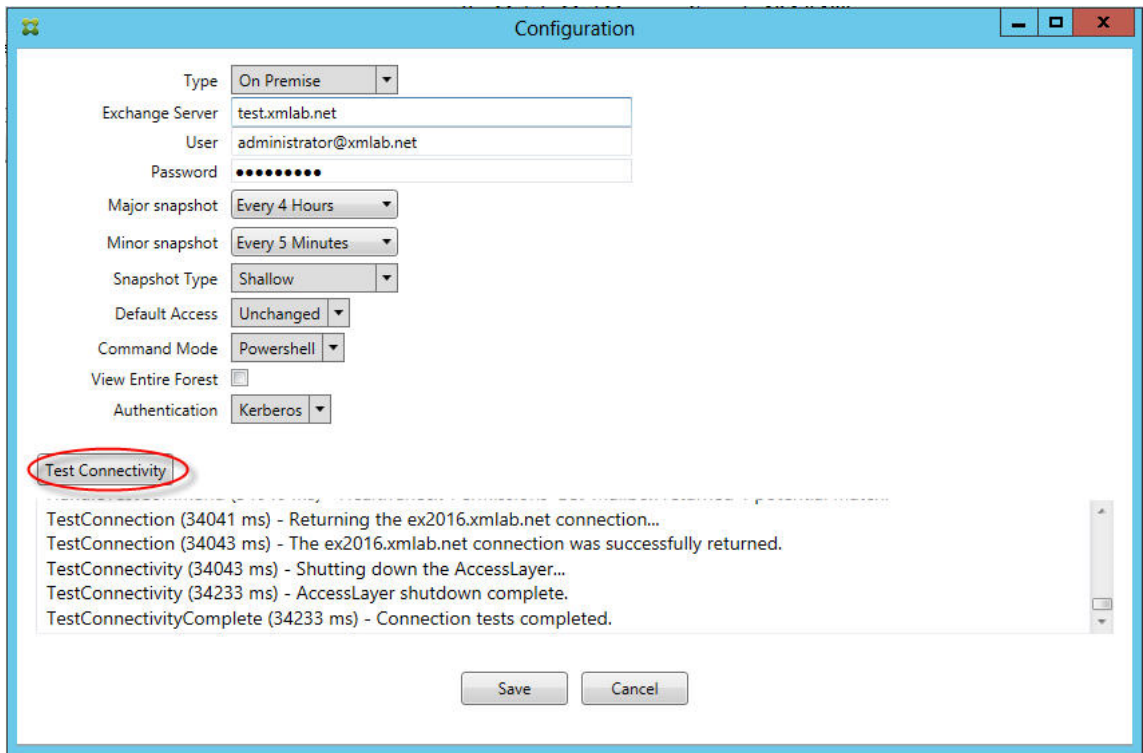 Configuration
Type On Premise
Exchange Server test.xmlab.net
User administrator@xmlab.net
Password •••••••••
Major snapshot Every 4 Hours
Minor snapshot Every 5 Minutes
Snapshot Type Shallow
Default Access Unchanged
Command Mode Powershell
View Entire Forest
Authentication Kerberos
Test Connectivity
TestConnection (34041 ms) - Returning the ex2016.xmlab.net connection...
TestConnection (34043 ms) - The ex2016.xmlab.net connection was successfully returned.
TestConnectivity (34043 ms) - Shutting down the AccessLayer...
TestConnectivity (34233 ms) - AccessLayer shutdown complete.
TestConnectivityComplete (34233 ms) - Connection tests completed.
Save Cancel